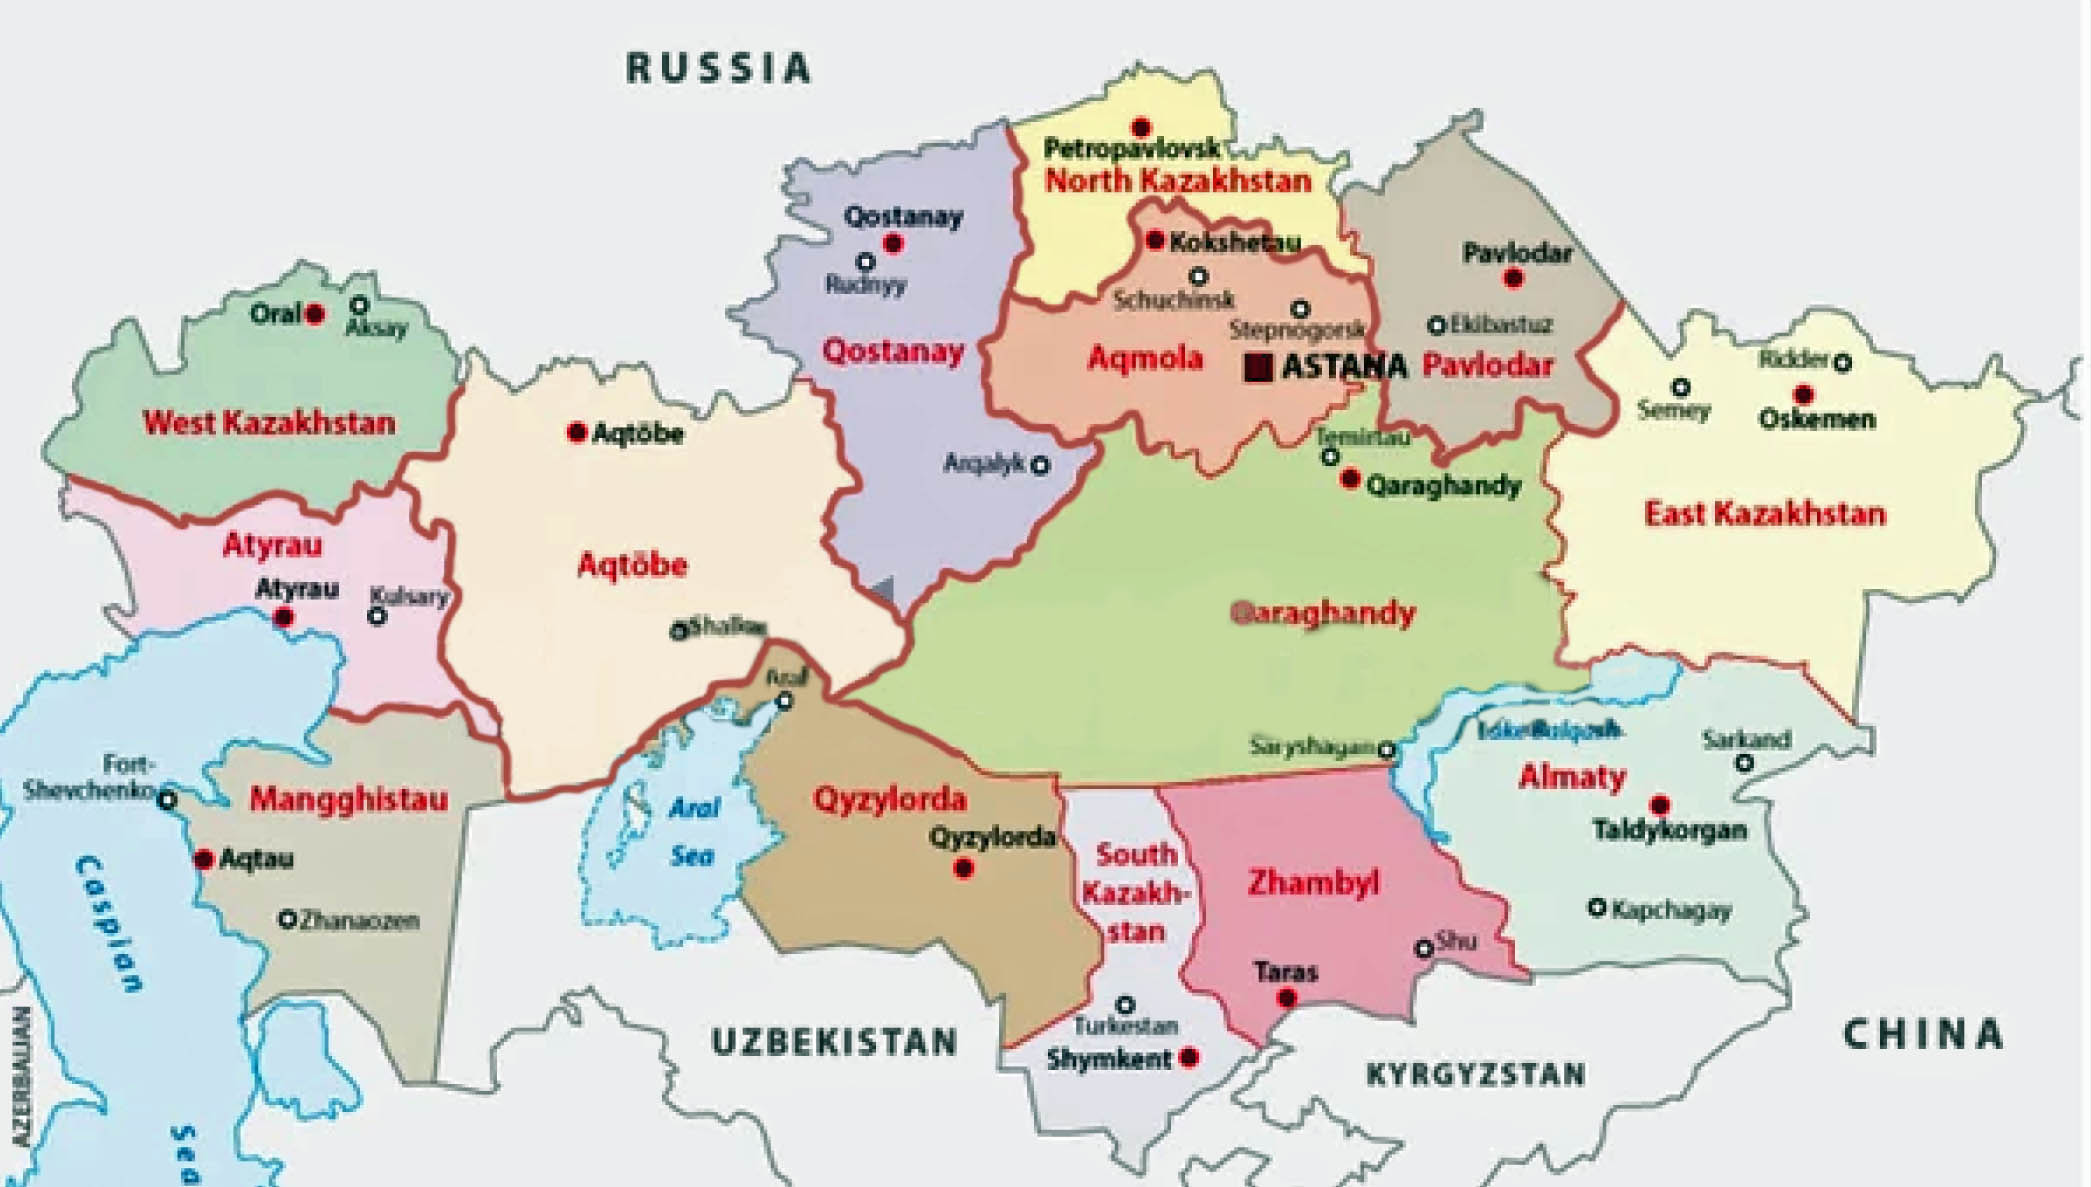 RUSSIA
Petropavlovsk
North Kazakhstan
Qostanay
Kokshetau
Rudnyy
Schuchinsk
Stepnogorsk
Pavlodar
Ekibastuz
Oral
Aksay
Qostanay
Aqmola
ASTANA
Pavlodar
Ridder
Semey
Oskemen
West Kazakhstan
Aqtöbe
Arqalyk
Temirtau
Qaraghandy
East Kazakhstan
Atyrau
Aqtöbe
Atyrau
Kulsary
Qaraghandy
Aral
Saryshagan
Sarkand
Fort-
Shevchenko
Mangghistau
Aral
Sea
Qyzylorda
Qyzylorda
Almaty
Taldykorgan
Aqtau
Zhanaozen
South
Kazakh-
stan
Zhambyl
Kapchagay
Shu
Taras
Caspian
Sea
Turkestan
Shymkent
UZBEKISTAN
KYRGYZSTAN
CHINA
AZERBAIJAN